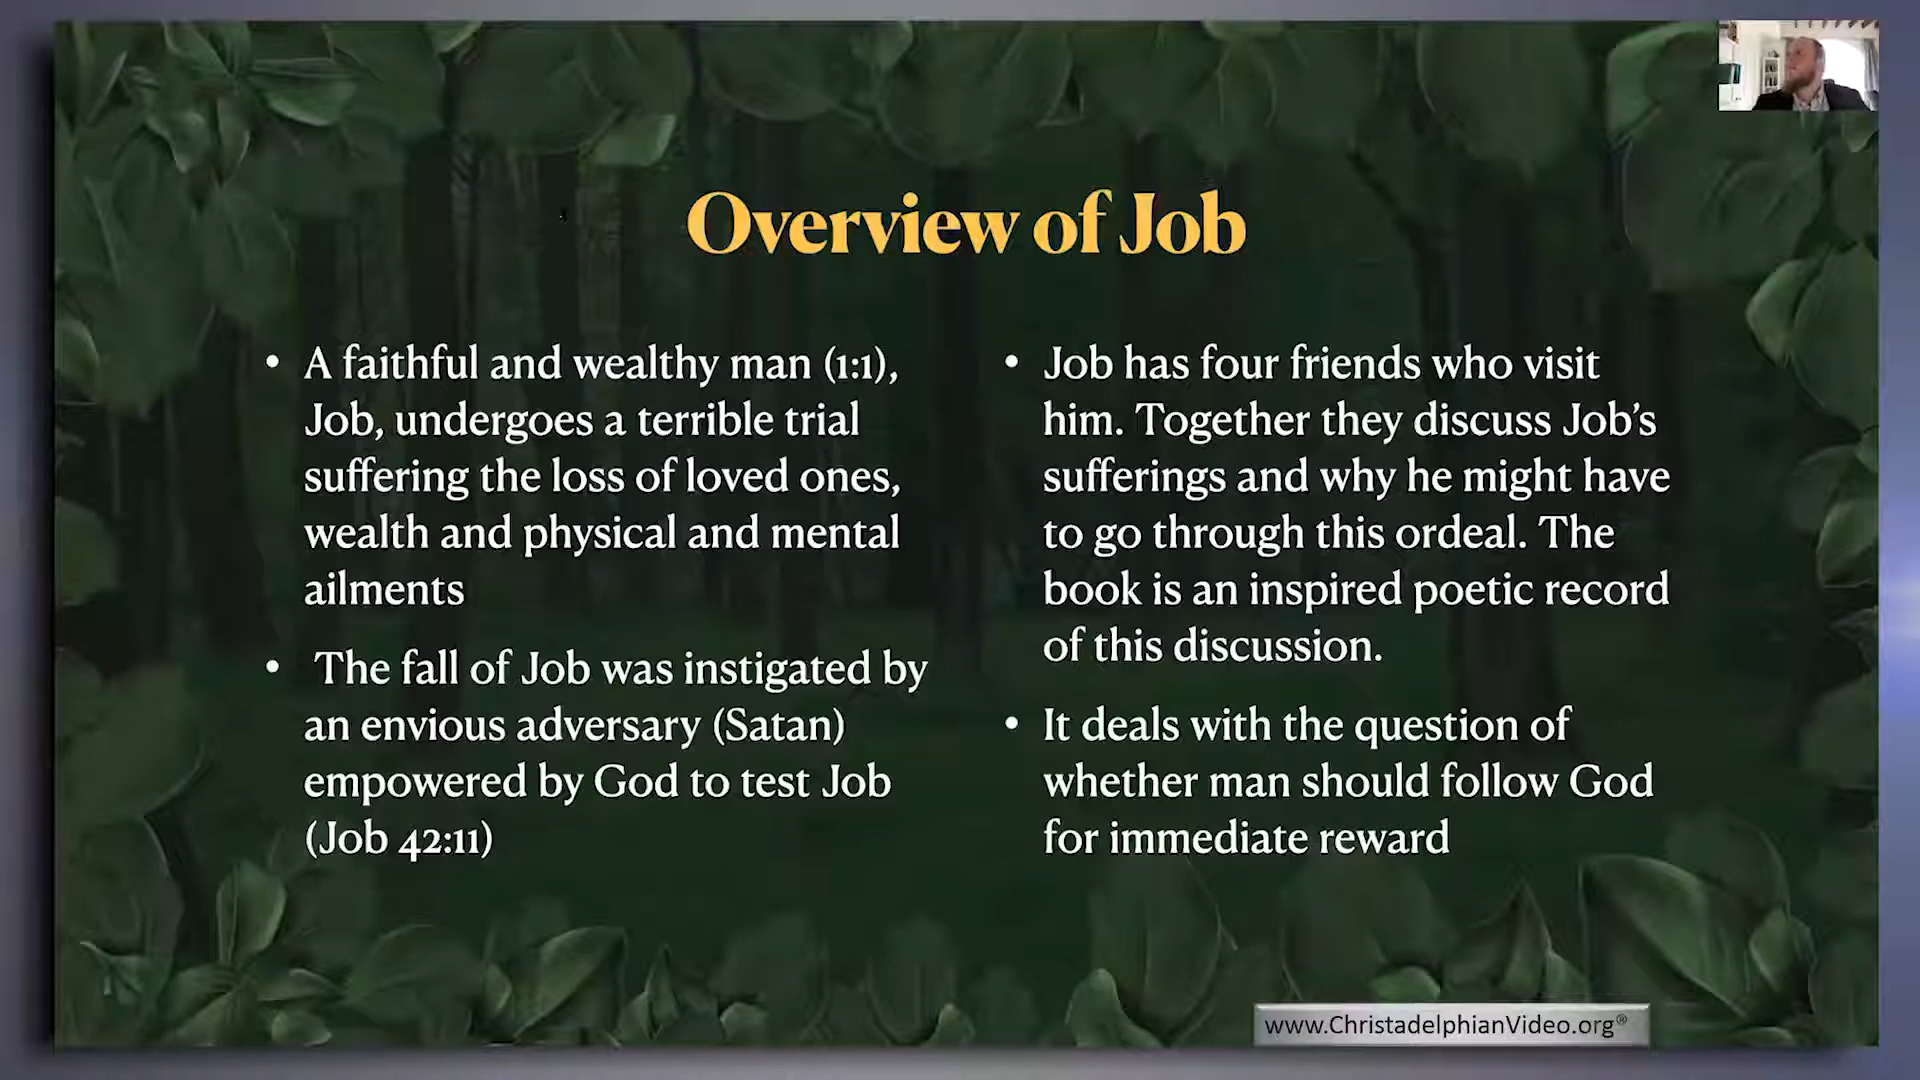 Overview of Job
• A faithful and wealthy man (1:1),
Job, undergoes a terrible trial
suffering the loss of loved ones,
wealth and physical and mental
ailments
• The fall of Job was instigated by
an envious adversary (Satan)
empowered by God to test Job
(Job 42:11)
• Job has four friends who visit
him. Together they discuss Job’s
sufferings and why he might have
to go through this ordeal. The
book is an inspired poetic record
of this discussion.
• It deals with the question of
whether man should follow God
for immediate reward
www.ChristadelphianVideo.org®